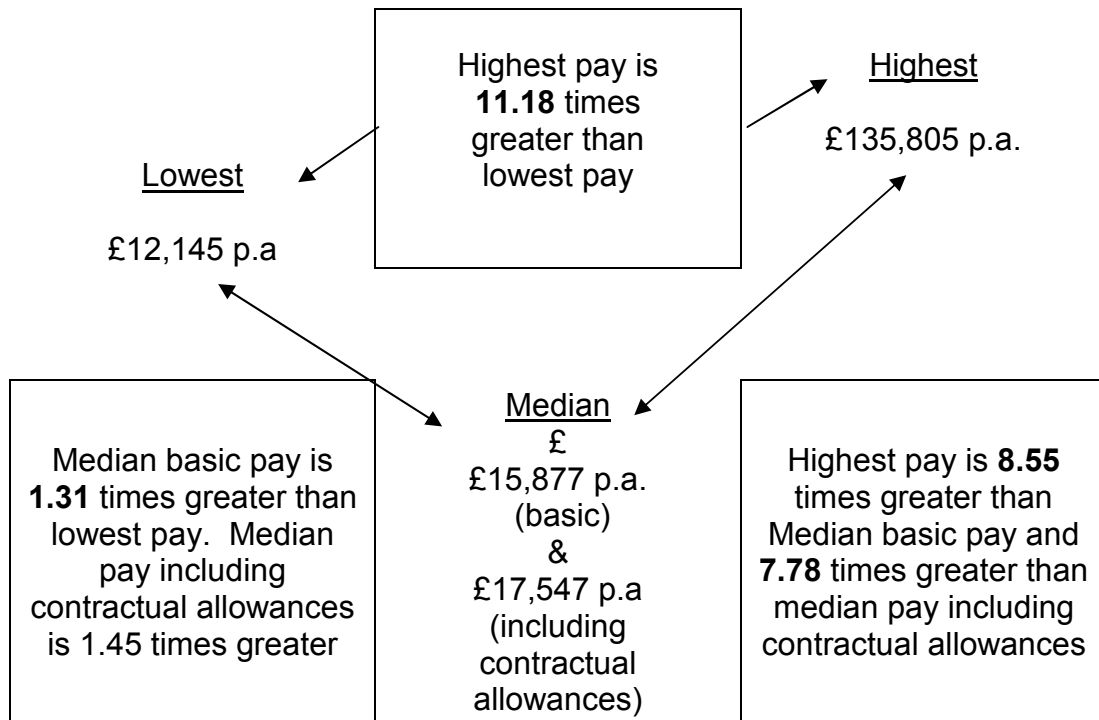 Highest pay is
11.18 times
greater than
lowest pay
Highest
£135,805 p.a.
Lowest
£12,145 p.a
Median basic pay is
1.31 times greater than
lowest pay.  Median
pay including
contractual allowances
is 1.45 times greater
Median
£
£15,877 p.a.
(basic)
&
£17,547 p.a
(including
contractual
allowances)
Highest pay is 8.55
times greater than
Median basic pay and
7.78 times greater than
median pay including
contractual allowances